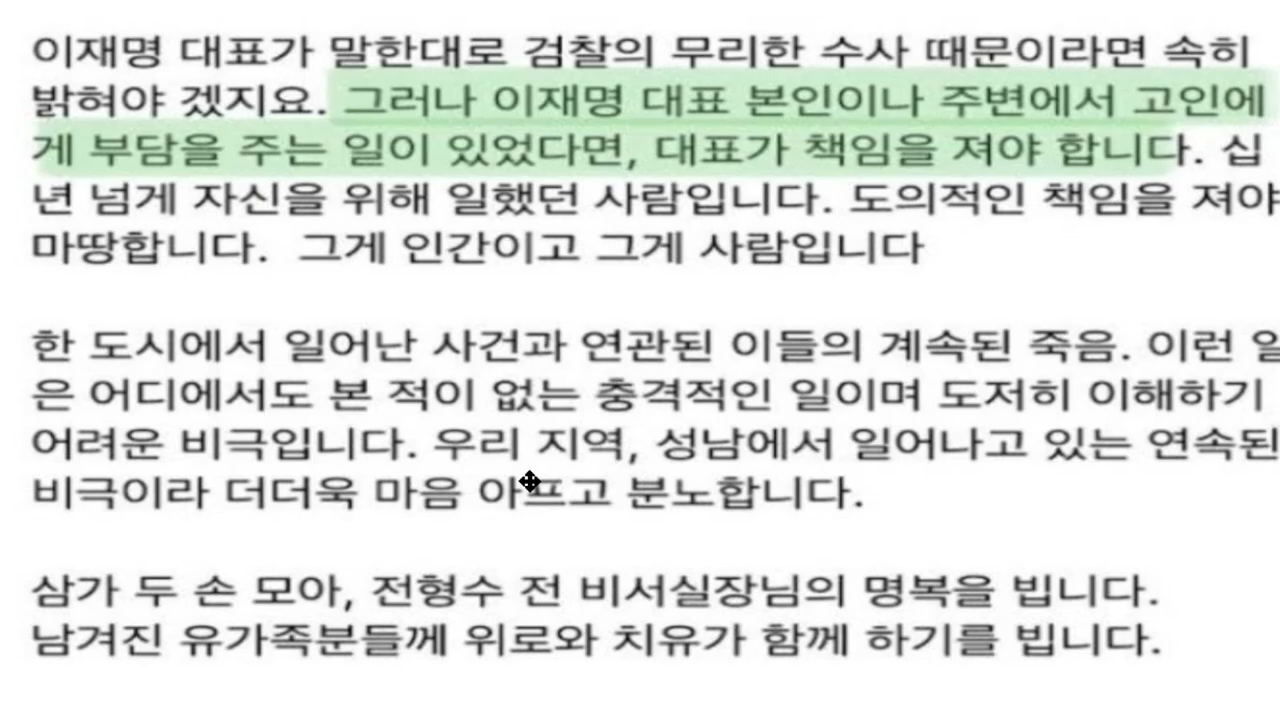 이재명 대표가 말한대로 검찰의 무리한 수사 때문이라면 속히
밝혀야 겠지요. 그러나 이재명 대표 본인이나 주변에서 고인에
게 부담을 주는 일이 있었다면, 대표가 책임을 져야 합니다. 십
년 넘게 자신을 위해 일했던 사람입니다. 도의적인 책임을 져야
마땅합니다. 그게 인간이고 그게 사람입니다
한 도시에서 일어난 사건과 연관된 이들의 계속된 죽음. 이런 일
은 어디에서도 본 적이 없는 충격적인 일이며 도저히 이해하기
어려운 비극입니다. 우리 지역, 성남에서 일어나고 있는 연속된
비극이라 더더욱 마음 아프고 분노합니다.
삼가 두 손 모아, 전형수 전 비서실장님의 명복을 빕니다.
남겨진 유가족분들께 위로와 치유가 함께 하기를 빕니다.